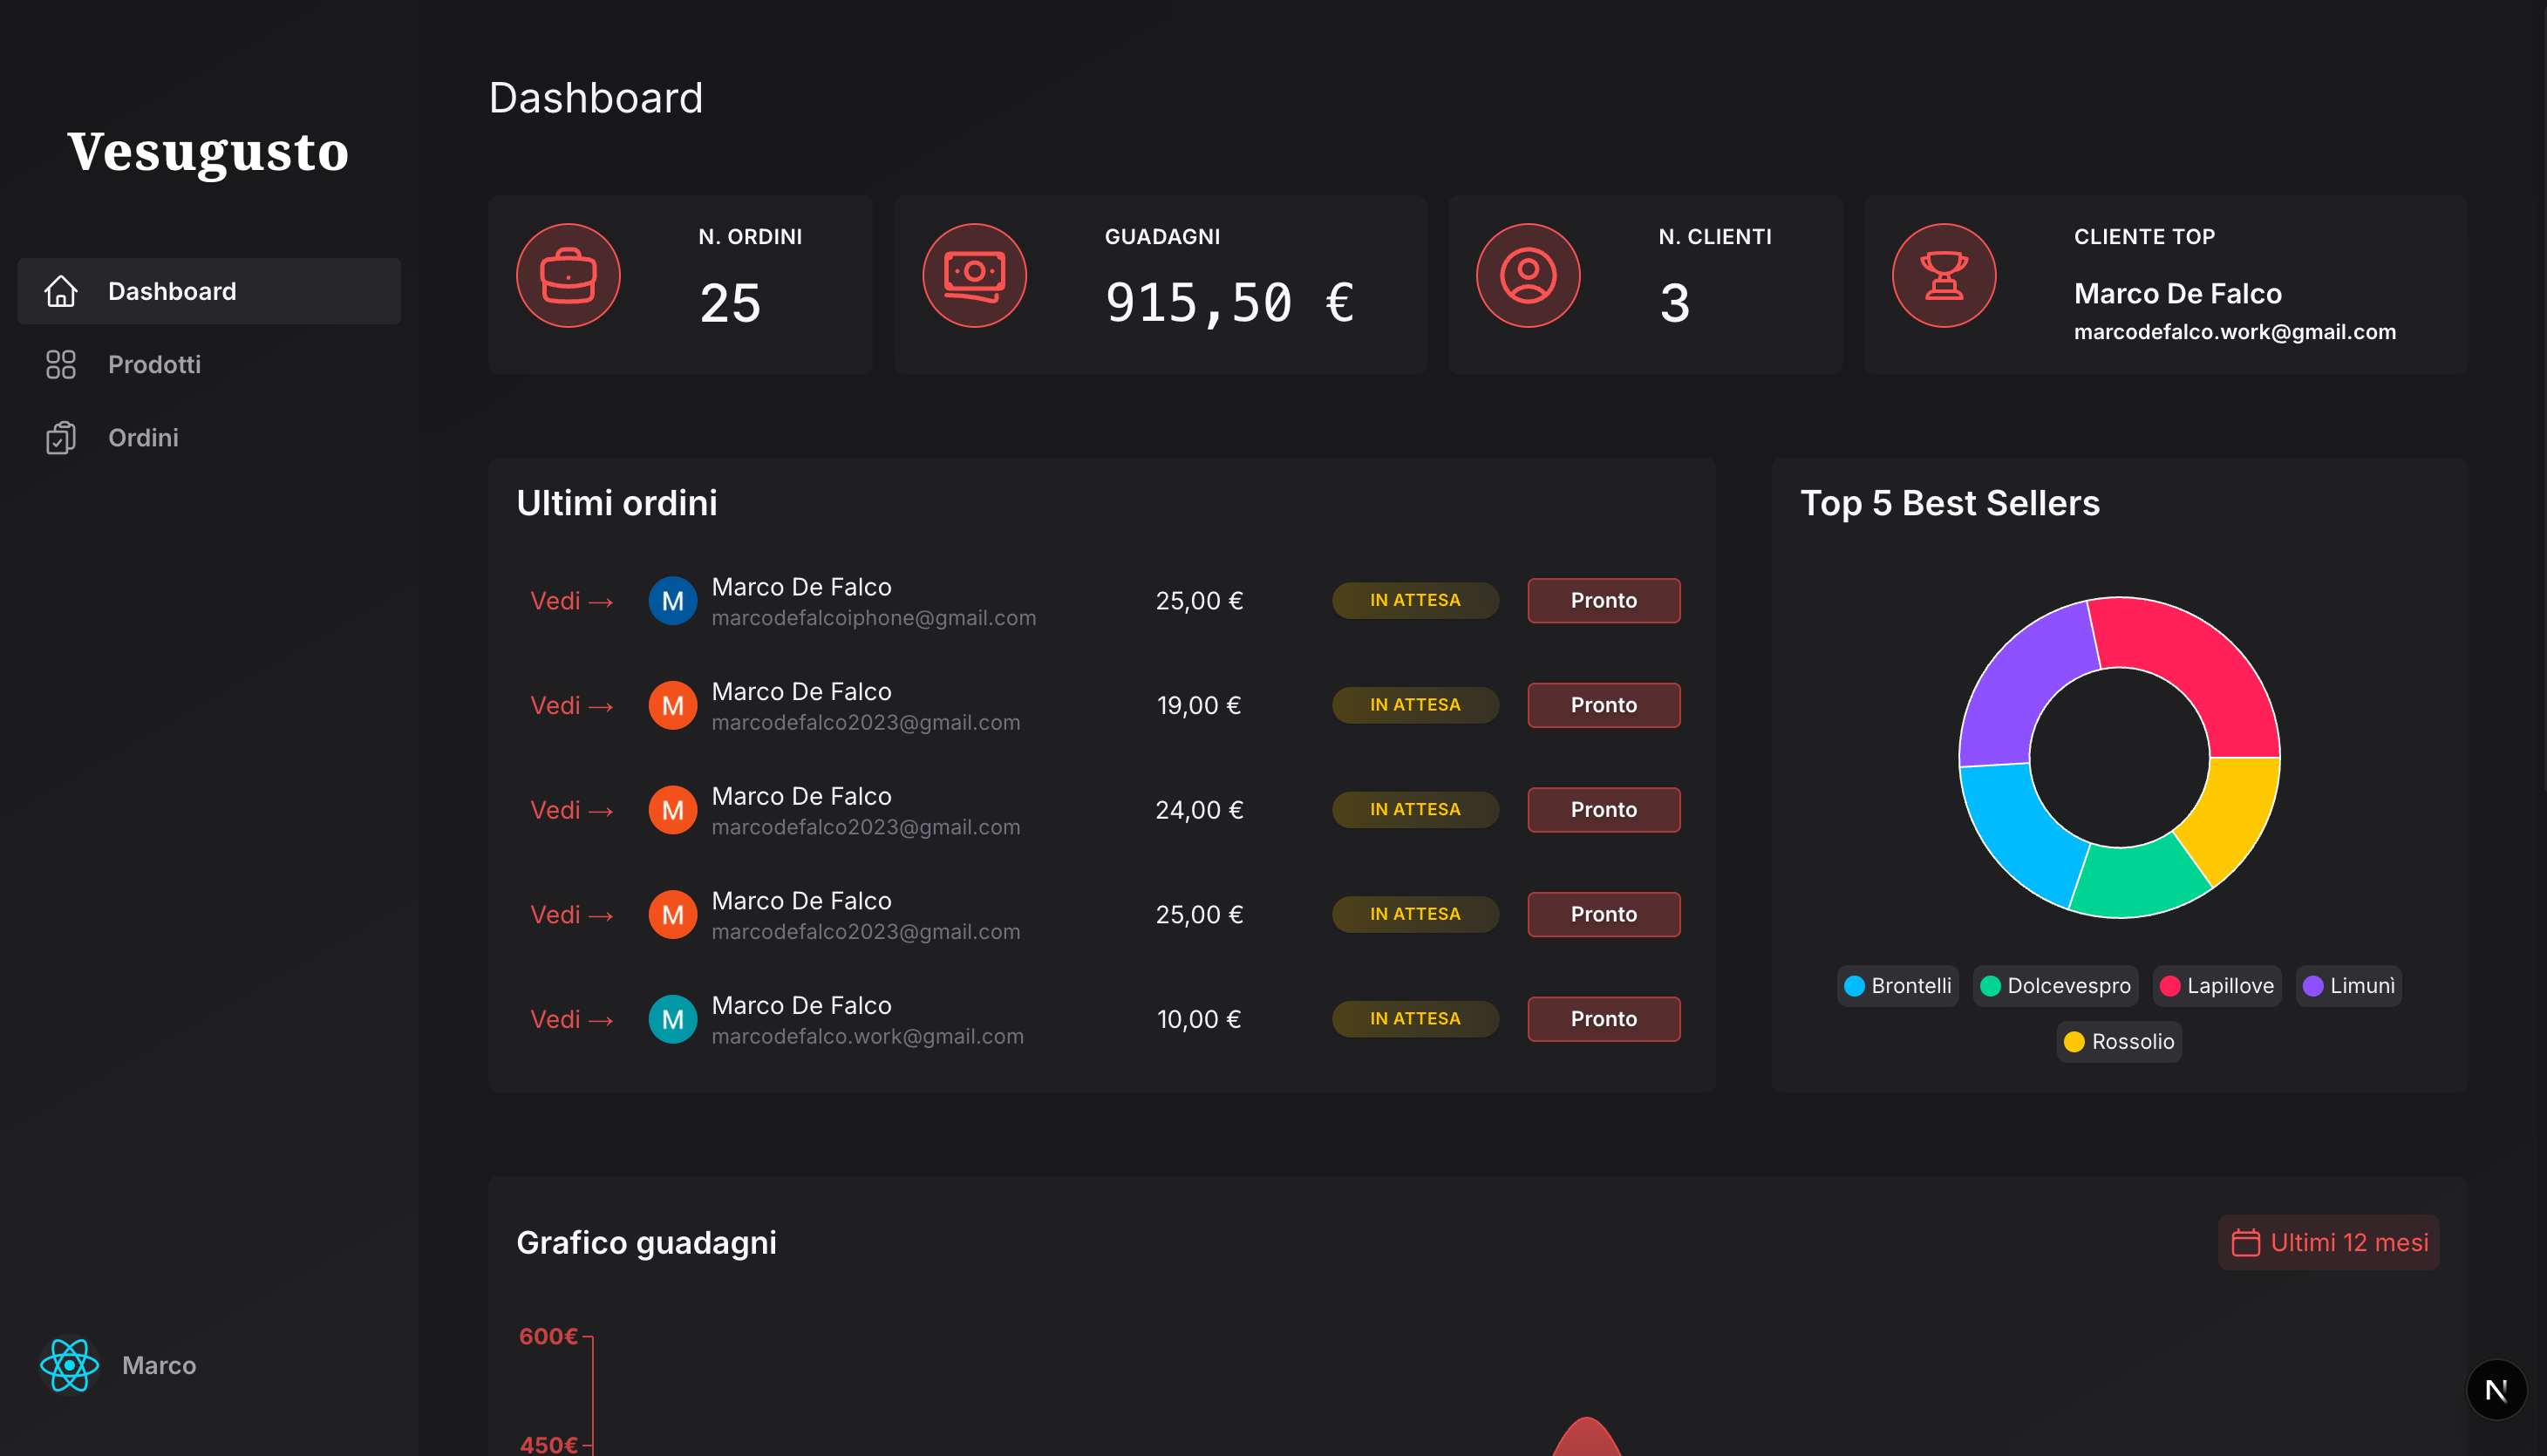 Vesugusto
Dashboard
Prodotti
Ordini
Marco
Dashboard
N. ORDINI
25
GUADAGNI
915,50 €
N. CLIENTI
3
CLIENTE TOP
Marco De Falco
marcodefalco.work@gmail.com
Ultimi ordini
Vedi → M Marco De Falco 25,00 € IN ATTESA Pronto
marcodefalcoiphone@gmail.com
Vedi → M Marco De Falco 19,00 € IN ATTESA Pronto
marcodefalco2023@gmail.com
Vedi → M Marco De Falco 24,00 € IN ATTESA Pronto
marcodefalco2023@gmail.com
Vedi → M Marco De Falco 25,00 € IN ATTESA Pronto
marcodefalco2023@gmail.com
Vedi → M Marco De Falco 10,00 € IN ATTESA Pronto
marcodefalco.work@gmail.com
Top 5 Best Sellers
Brontelli Dolcevespro Lapillove Limunì
Rossolio
Grafico guadagni
Ultimi 12 mesi
600€
450€
N